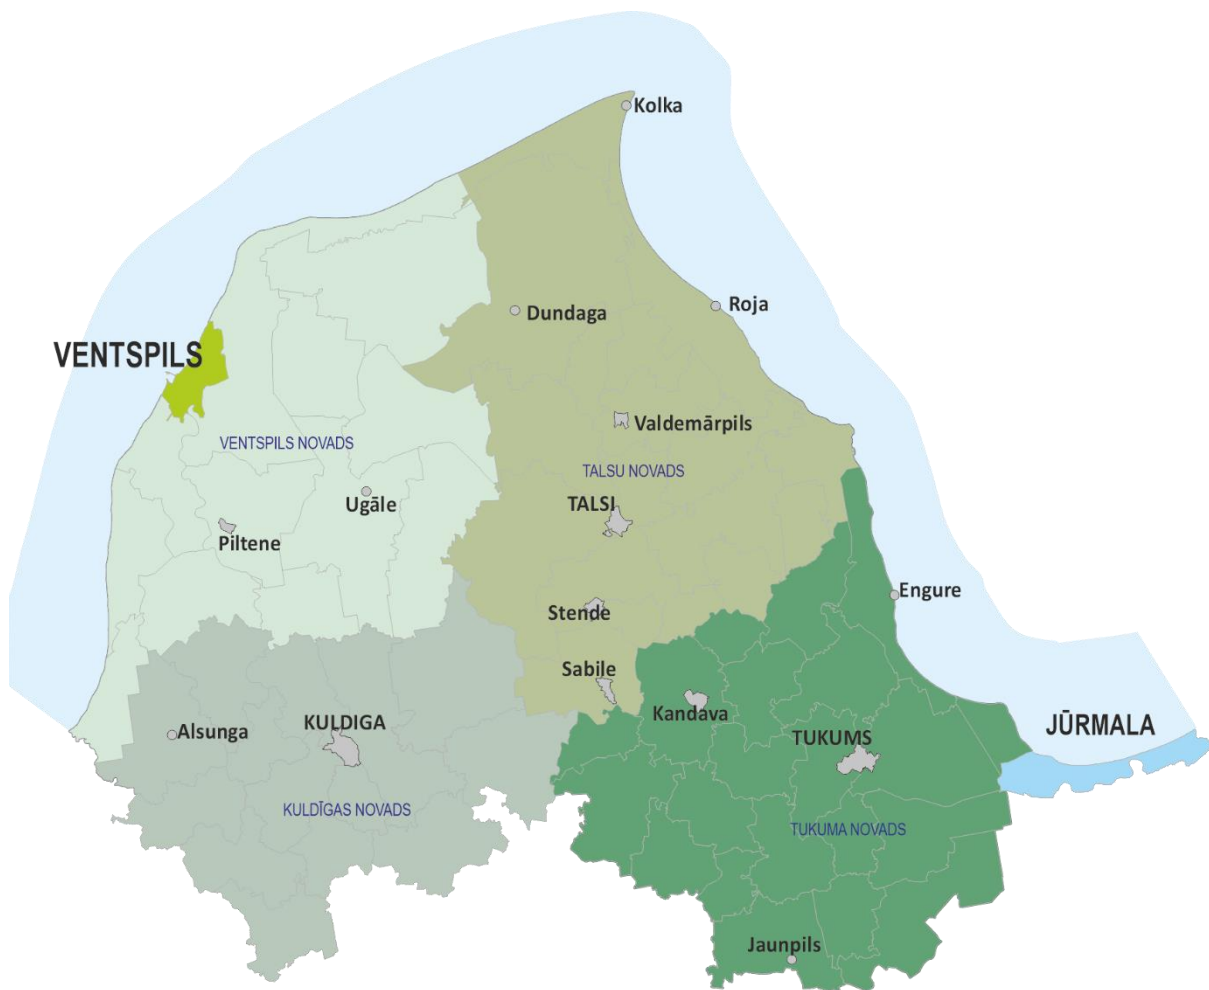 Kolka
Roja
Dundaga
VENTSPILS
Valdemārpils
VENTSPILS NOVADS
TALSU NOVADS
Ugāle
TALSI
Piltene
Engure
Stende
Sabile
Kandava
Alsunga
KULDIGA
JŪRMALA
TUKUMS
KULDĪGAS NOVADS
TUKUMA NOVADS
Jaunpils